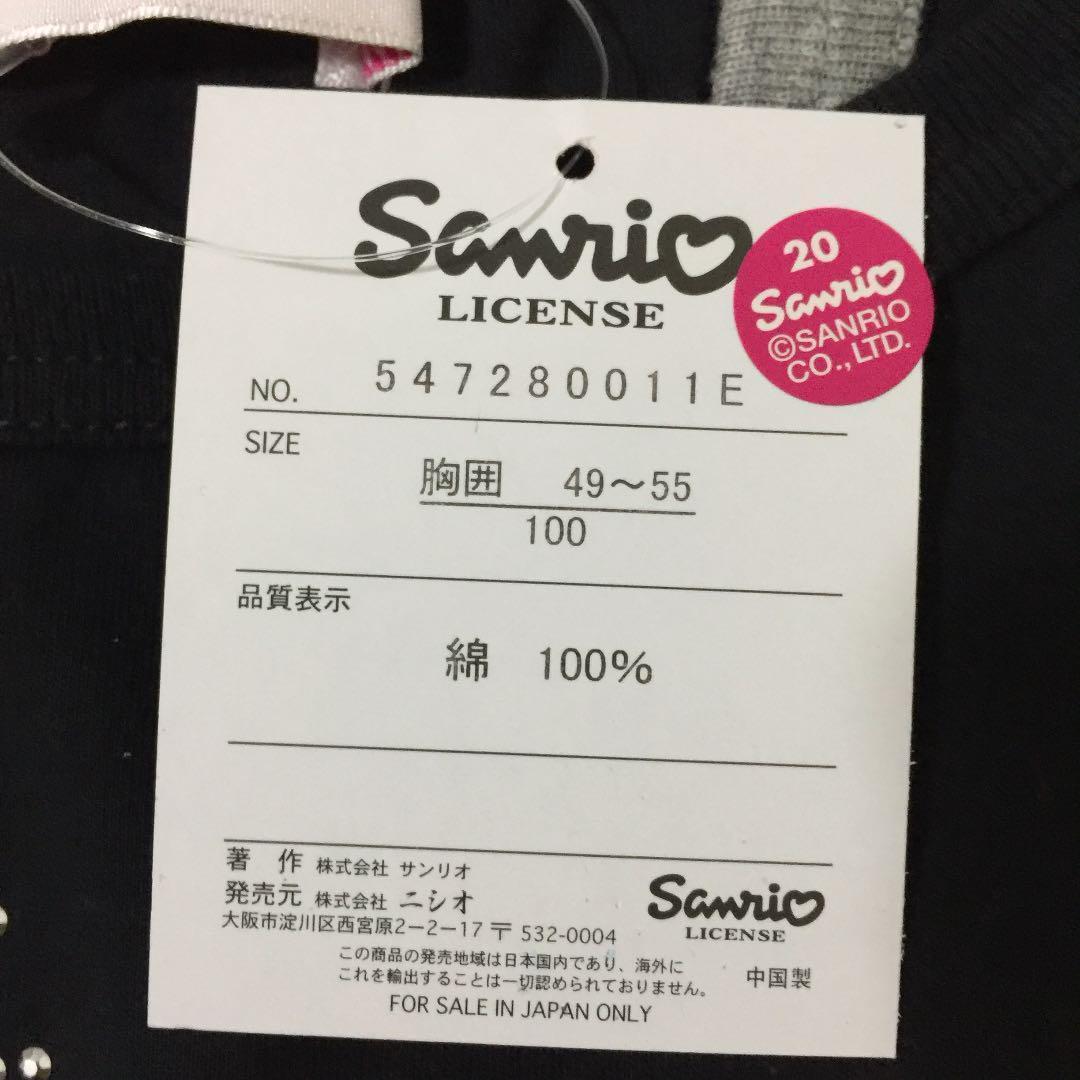 Sanrio
LICENSE
20
Sanrio
©SANRIO
CO.,LTD.
NO. 547280011E
SIZE
胸囲 49〜55
100
品質表示
綿 100%
著 作 株式会社 サンリオ
発売元 株式会社 ニシオ
大阪市淀川区西宮原2-2-17 〒 532-0004
Sanrio
LICENSE
この商品の発売地域は日本国内であり、海外に
これを輸出することは一切認められておりません。
中国製
FOR SALE IN JAPAN ONLY